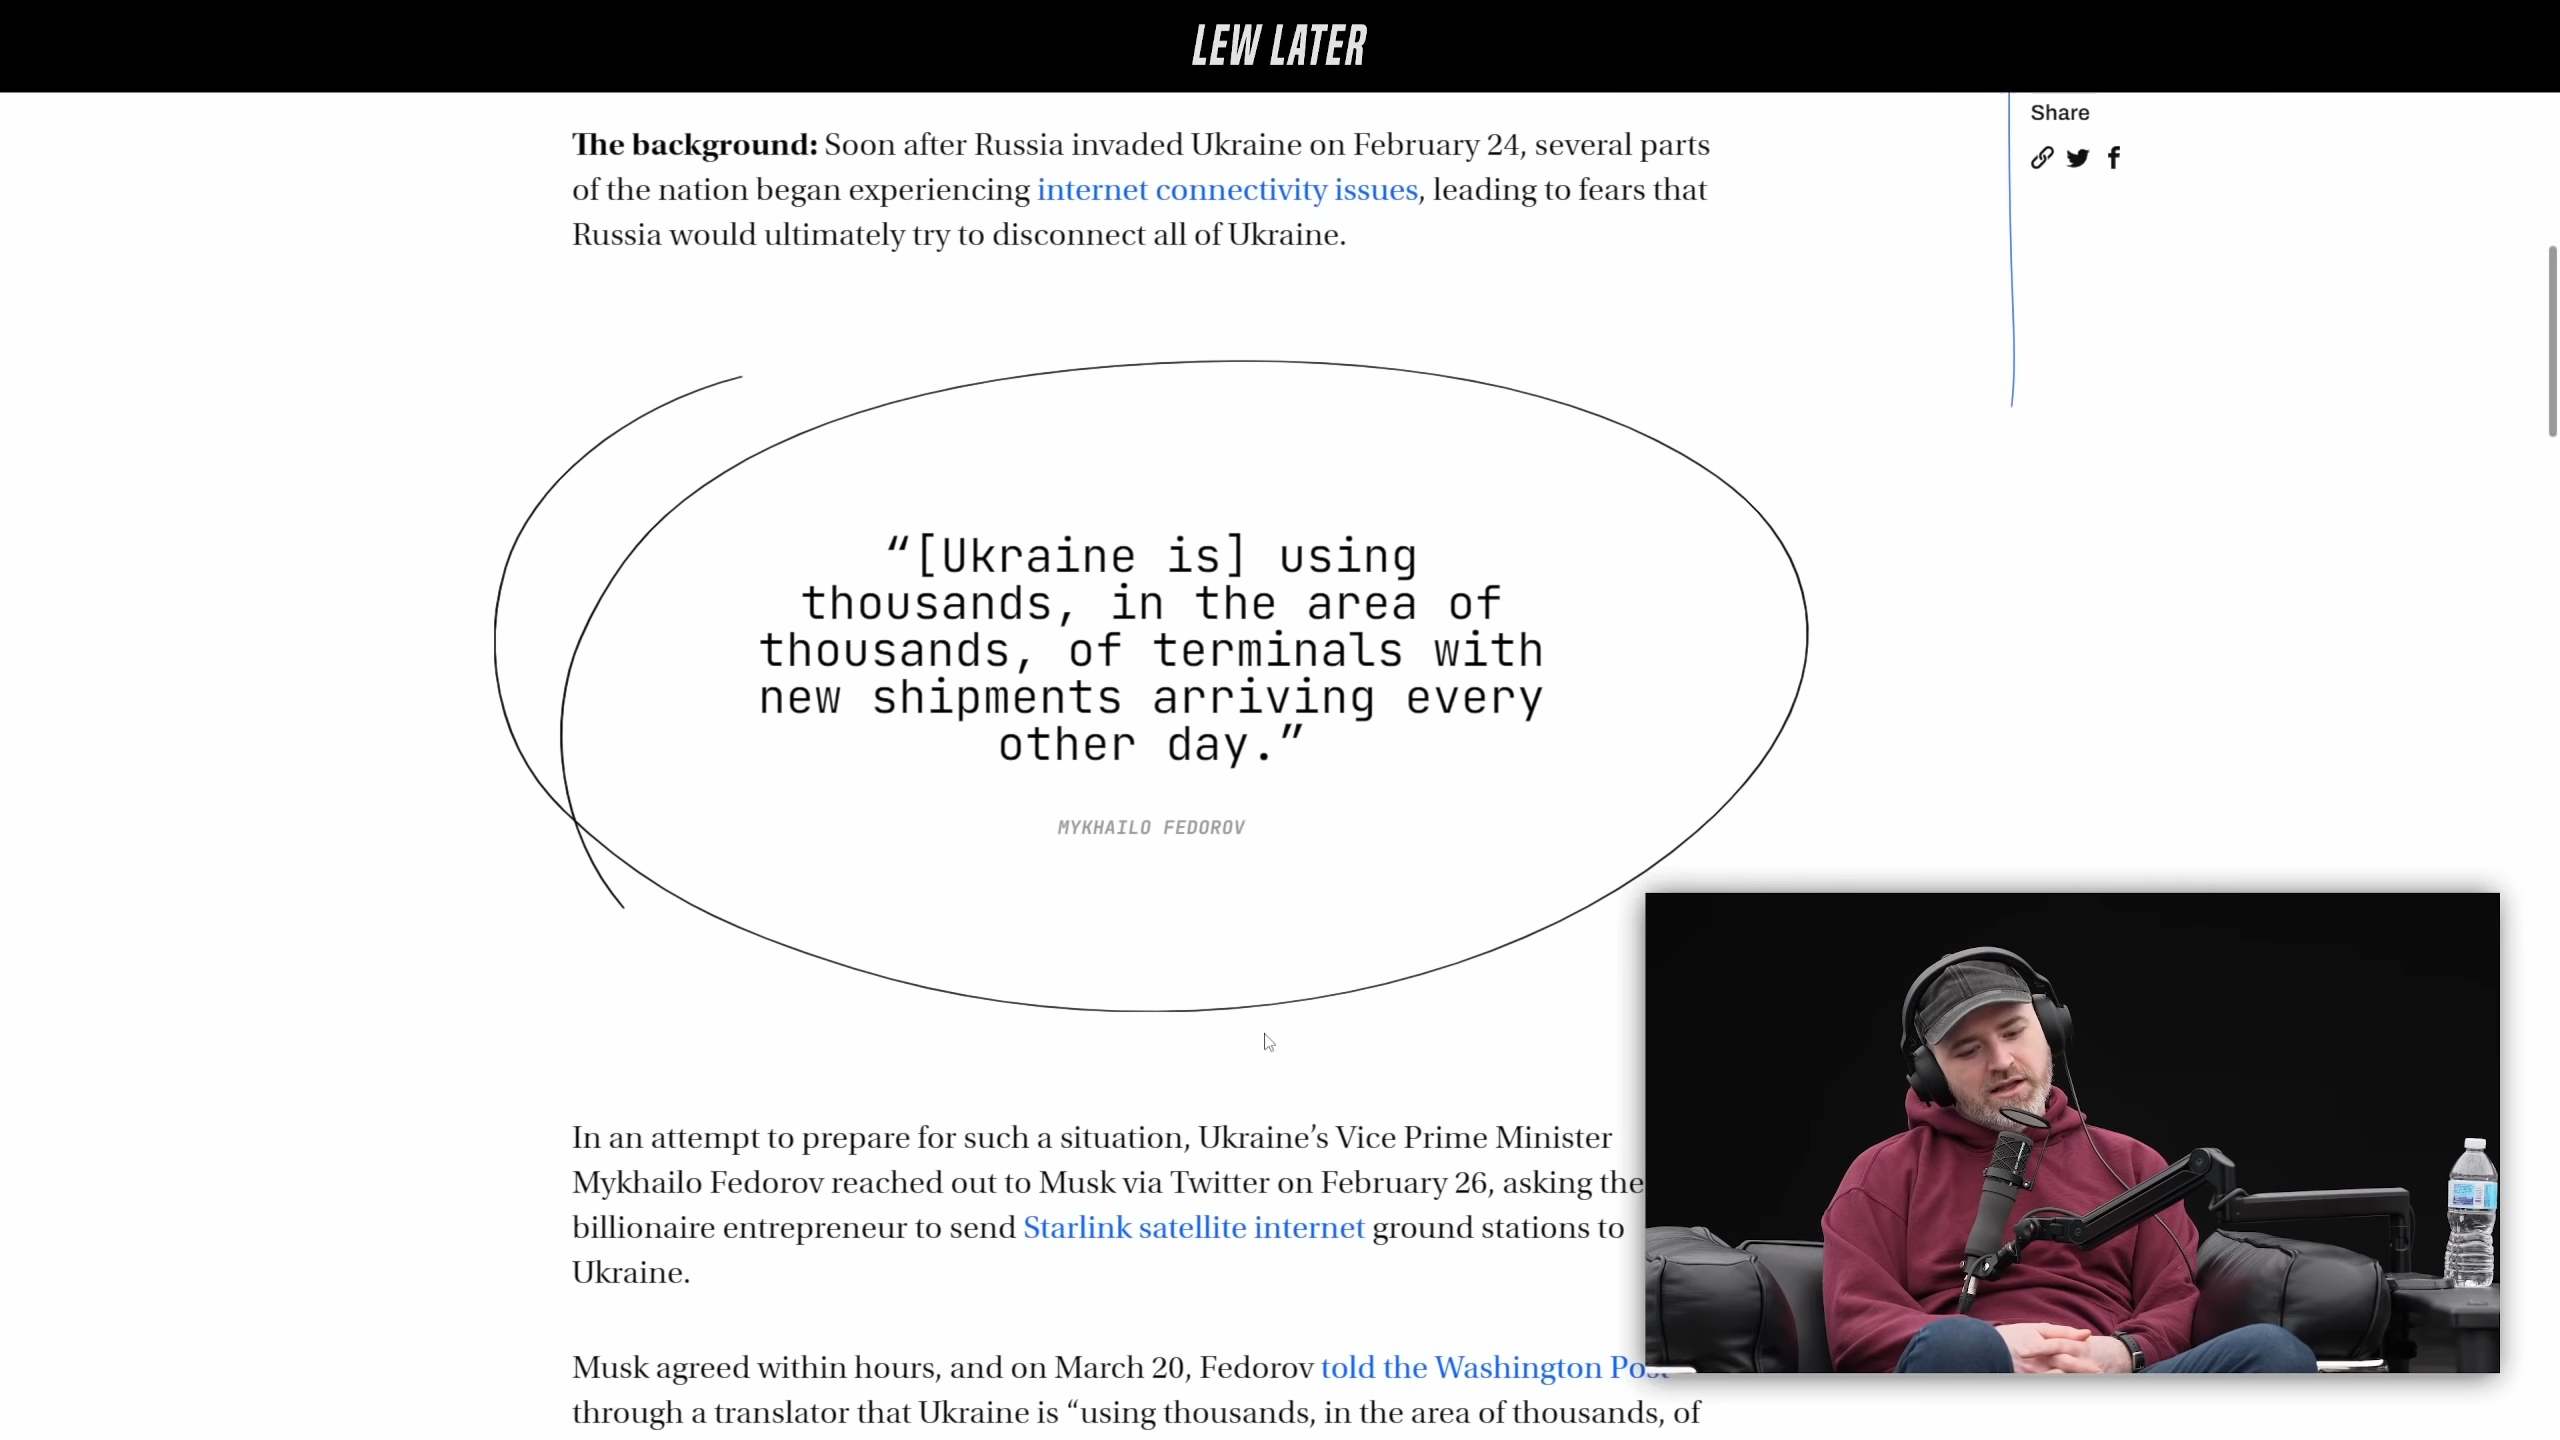 LEW LATER
Share
The background: Soon after Russia invaded Ukraine on February 24, several parts
of the nation began experiencing internet connectivity issues, leading to fears that
Russia would ultimately try to disconnect all of Ukraine.
“[Ukraine is] using
thousands, in the area of
thousands, of terminals with
new shipments arriving every
other day.”
MYKHAILO FEDOROV
In an attempt to prepare for such a situation, Ukraine’s Vice Prime Minister
Mykhailo Fedorov reached out to Musk via Twitter on February 26, asking the
billionaire entrepreneur to send Starlink satellite internet ground stations to
Ukraine.
Musk agreed within hours, and on March 20, Fedorov told the Washington Post
through a translator that Ukraine is “using thousands, in the area of thousands, of